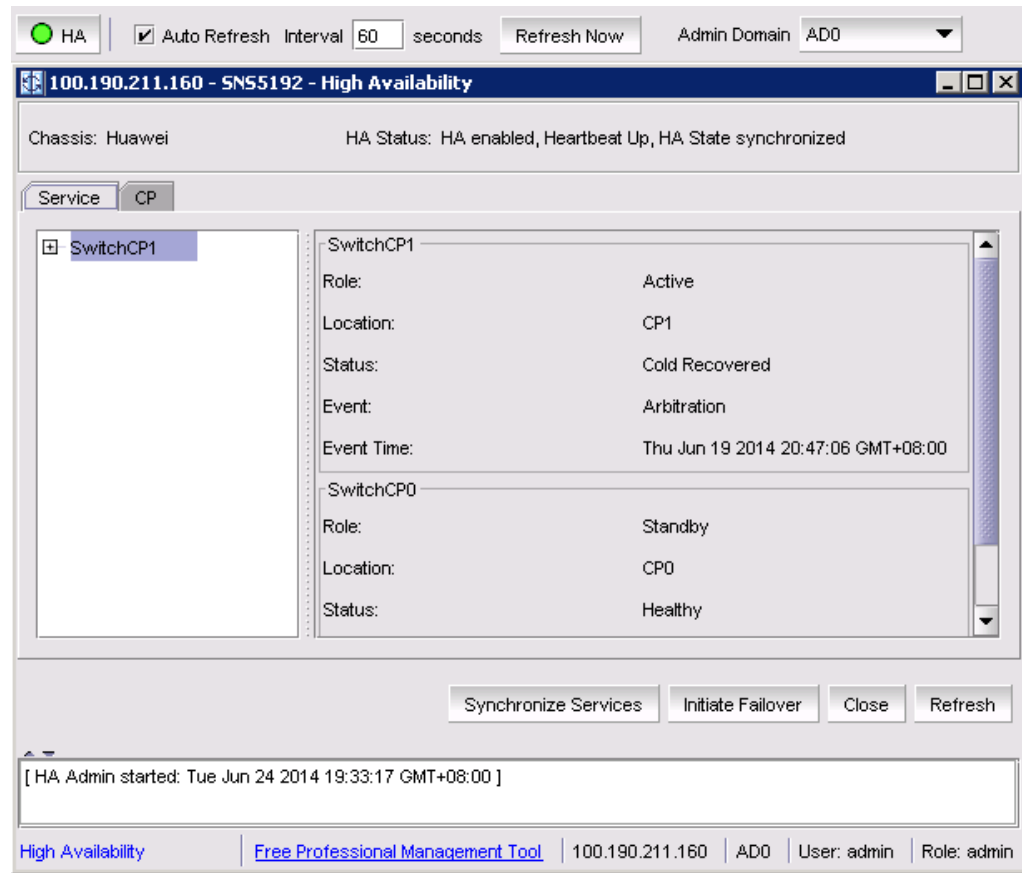 HA Auto Refresh Interval 60 seconds Refresh Now Admin Domain AD0
100.190.211.160 - SNS5192 - High Availability
Chassis: Huawei HA Status: HA enabled, Heartbeat Up, HA State synchronized
Service CP
SwitchCP1
SwitchCP1
Role: Active
Location: CP1
Status: Cold Recovered
Event: Arbitration
Event Time: Thu Jun 19 2014 20:47:06 GMT+08:00
SwitchCP0
Role: Standby
Location: CP0
Status: Healthy
Synchronize Services Initiate Failover Close Refresh
[ HA Admin started: Tue Jun 24 2014 19:33:17 GMT+08:00 ]
High Availability Free Professional Management Tool 100.190.211.160 AD0 User: admin Role: admin